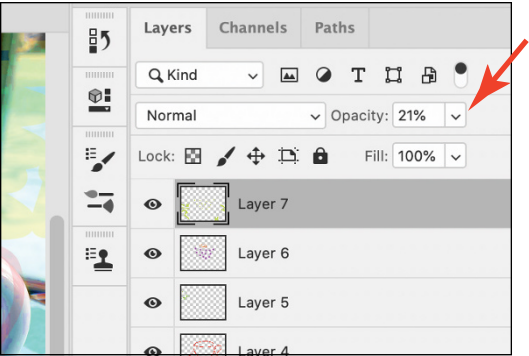 Layers Channels Paths
Kind T
Normal Opacity: 21%
Lock: Fill: 100%
Layer 7
Layer 6
Layer 5
Layer 4